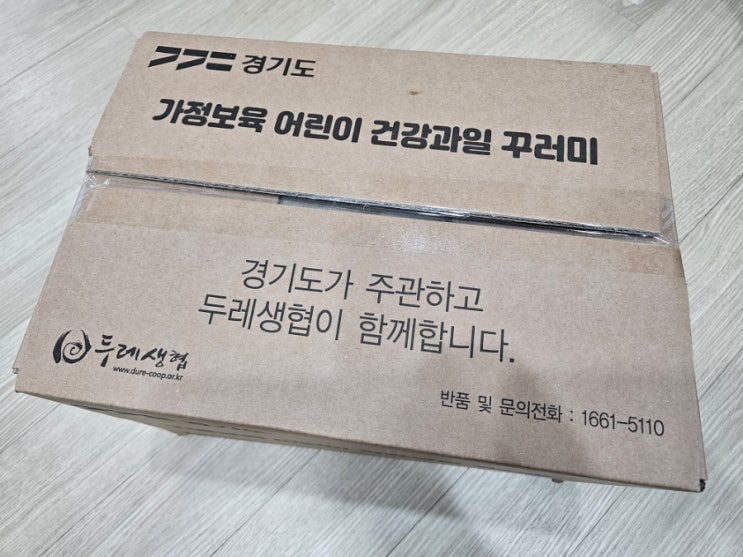 경기도
가정보육 어린이 건강과일 꾸러미
경기도가 주관하고
두레생협이 함께합니다.
두레생협
www.dure-coop.or.kr
반품 및 문의전화 : 1661-5110